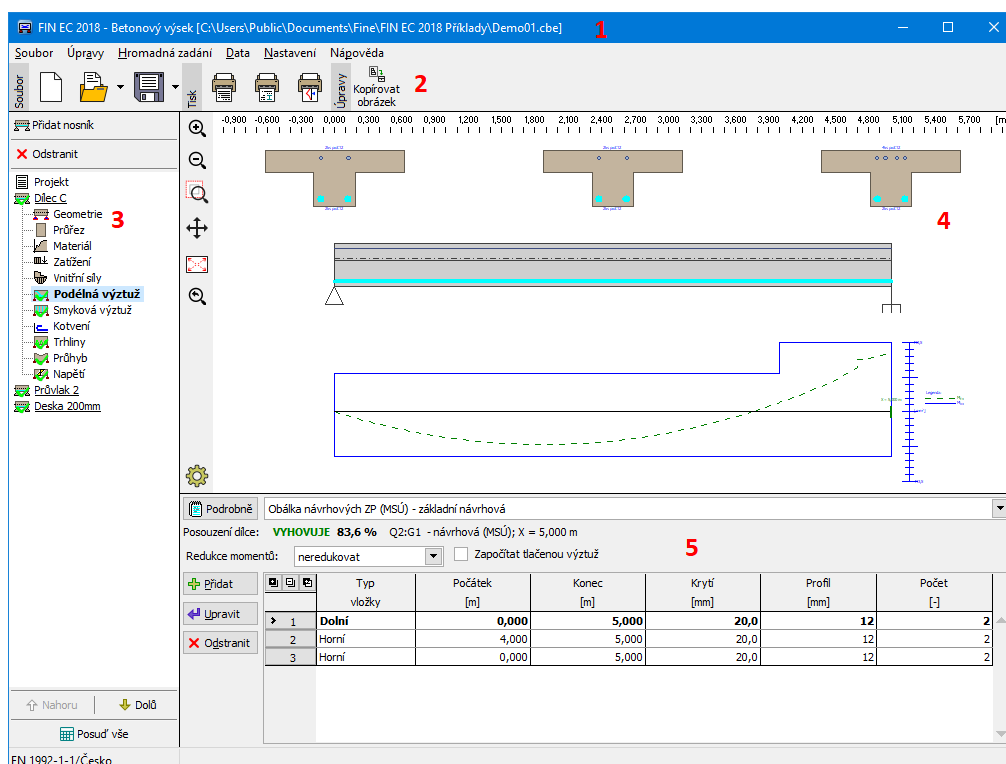 FIN EC 2018 - Betonový výsek [C:\Users\Public\Documents\Fine\FIN EC 2018 Příklady\Demo01.cbe]
1
Soubor Úpravy Hromadná zadání Data Nastavení Nápověda
Soubor
Tisk
Úpravy
Kopírovat
obrázek
2
Přidat nosník
Odstranit
Projekt
Dílec C
Geometrie
3
Průřez
Materiál
Zatížení
Vnitřní síly
Podélná výztuž
Smyková výztuž
Kotvení
Trhliny
Průhyb
Napětí
Průvlak 2
Deska 200mm
Nahoru
Dolů
Posuď vše
EN 1992-1-1/Česko
-0,900 -0,600 -0,300 0,000 0,300 0,600 0,900 1,200 1,500 1,800 2,100 2,400 2,700 3,000 3,300 3,600 3,900 4,200 4,500 4,800 5,100 5,400 5,700 [m
4
Podrobně
Obálka návrhových ZP (MSÚ) - základní návrhová
Posouzení dílce: VYHOVUJE 83,6 % Q2:G1 - návrhová (MSÚ); X = 5,000 m
Redukce momentů: neredukovat Započítat tlačenou výztuž
5
Přidat
Upravit
Odstranit
Typ Počátek Konec Krytí Profil Počet
vložky [m] [m] [mm] [mm] [-]
1 Dolní 0,000 5,000 20,0 12 2
2 Horní 4,000 5,000 20,0 12 2
3 Horní 0,000 5,000 20,0 12 2